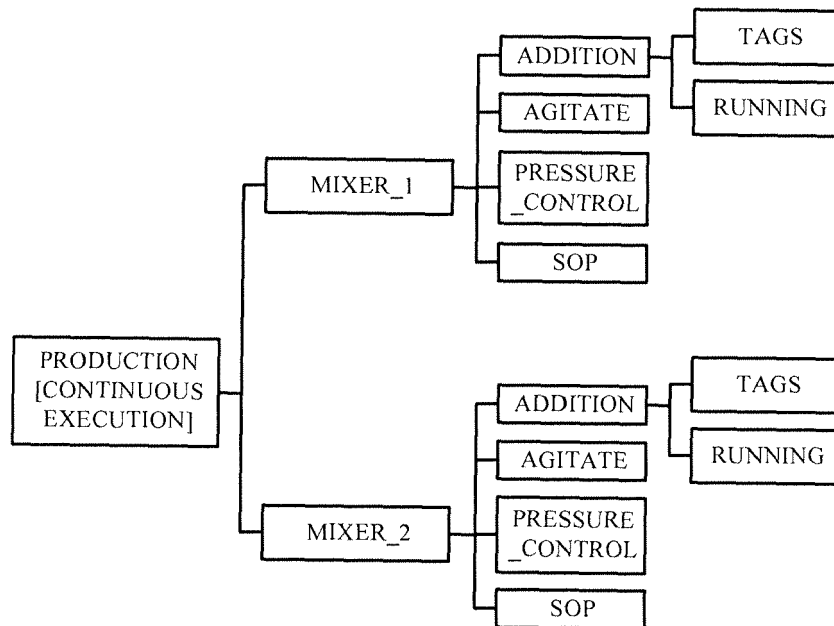 ADDITION
TAGS
RUNNING
AGITATE
MIXER_1
PRESSURE
_CONTROL
SOP
PRODUCTION
[CONTINUOUS
EXECUTION]
ADDITION
TAGS
RUNNING
AGITATE
MIXER_2
PRESSURE
_CONTROL
SOP